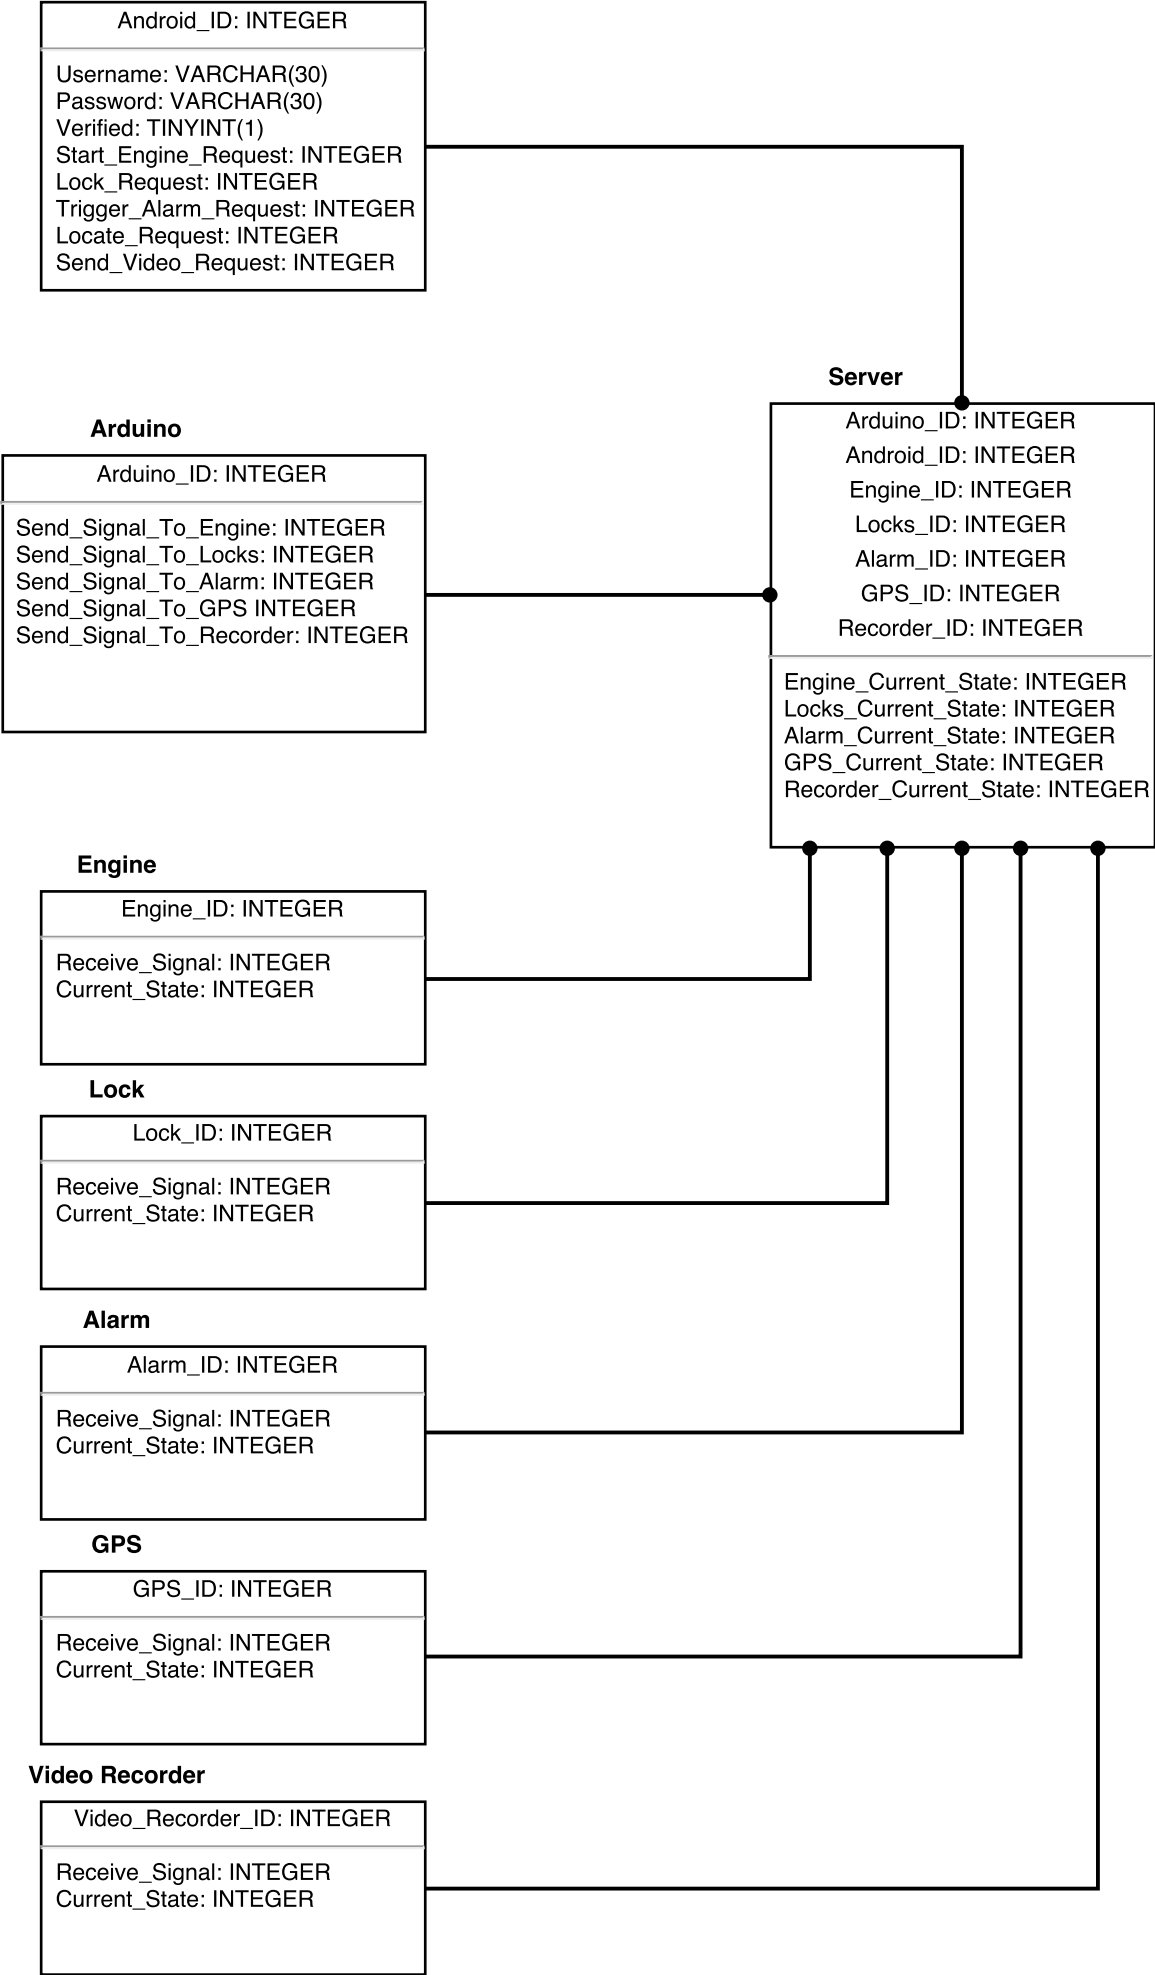 Android_ID: INTEGER
Username: VARCHAR(30)
Password: VARCHAR(30)
Verified: TINYINT(1)
Start_Engine_Request: INTEGER
Lock_Request: INTEGER
Trigger_Alarm_Request: INTEGER
Locate_Request: INTEGER
Send_Video_Request: INTEGER
Server
Arduino_ID: INTEGER
Android_ID: INTEGER
Engine_ID: INTEGER
Locks_ID: INTEGER
Alarm_ID: INTEGER
GPS_ID: INTEGER
Recorder_ID: INTEGER
Engine_Current_State: INTEGER
Locks_Current_State: INTEGER
Alarm_Current_State: INTEGER
GPS_Current_State: INTEGER
Recorder_Current_State: INTEGER
Arduino
Arduino_ID: INTEGER
Send_Signal_To_Engine: INTEGER
Send_Signal_To_Locks: INTEGER
Send_Signal_To_Alarm: INTEGER
Send_Signal_To_GPS INTEGER
Send_Signal_To_Recorder: INTEGER
Engine
Engine_ID: INTEGER
Receive_Signal: INTEGER
Current_State: INTEGER
Lock
Lock_ID: INTEGER
Receive_Signal: INTEGER
Current_State: INTEGER
Alarm
Alarm_ID: INTEGER
Receive_Signal: INTEGER
Current_State: INTEGER
GPS
GPS_ID: INTEGER
Receive_Signal: INTEGER
Current_State: INTEGER
Video Recorder
Video_Recorder_ID: INTEGER
Receive_Signal: INTEGER
Current_State: INTEGER